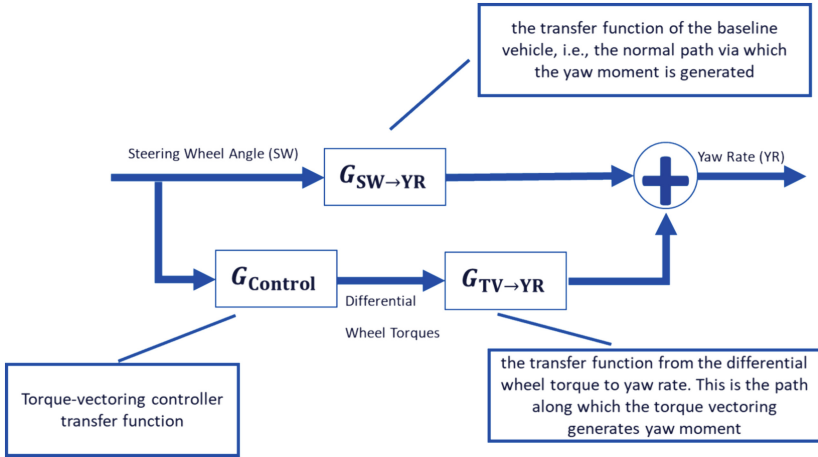 the transfer function of the baseline
vehicle, i.e., the normal path via which
the yaw moment is generated
Steering Wheel Angle (SW)
Yaw Rate (YR)
G_SW→YR
G_Control
G_TV→YR
Differential
Wheel Torques
Torque-vectoring controller
transfer function
the transfer function from the differential
wheel torque to yaw rate. This is the path
along which the torque vectoring
generates yaw moment